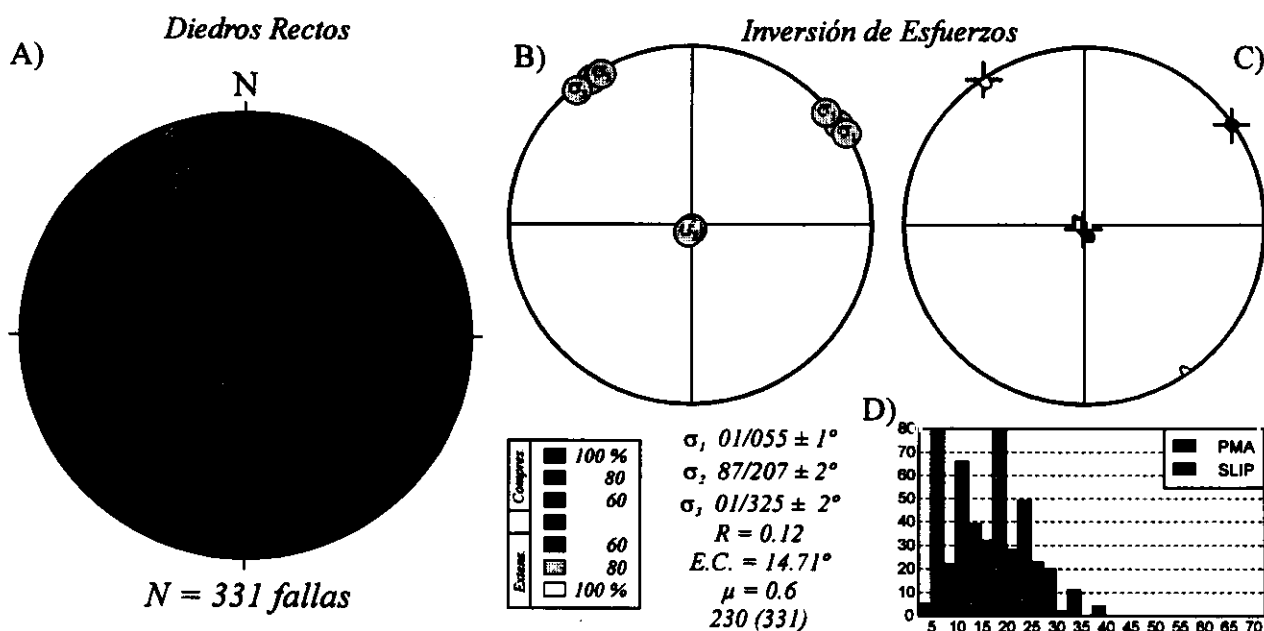 Diedros Rectos
Inversión de Esfuerzos
A)
B)
C)
N
σ₁
σ₁
N = 331 fallas
Compres
100 %
80
60
Extens.
60
80
100 %
σ₁ 01/055 ± 1°
σ₂ 87/207 ± 2°
σ₃ 01/325 ± 2°
R = 0.12
E.C. = 14.71°
μ = 0.6
230 (331)
D)
PMA
SLIP
80
70
60
50
40
30
20
10
0
5 10 15 20 25 30 35 40 45 50 55 60 65 70